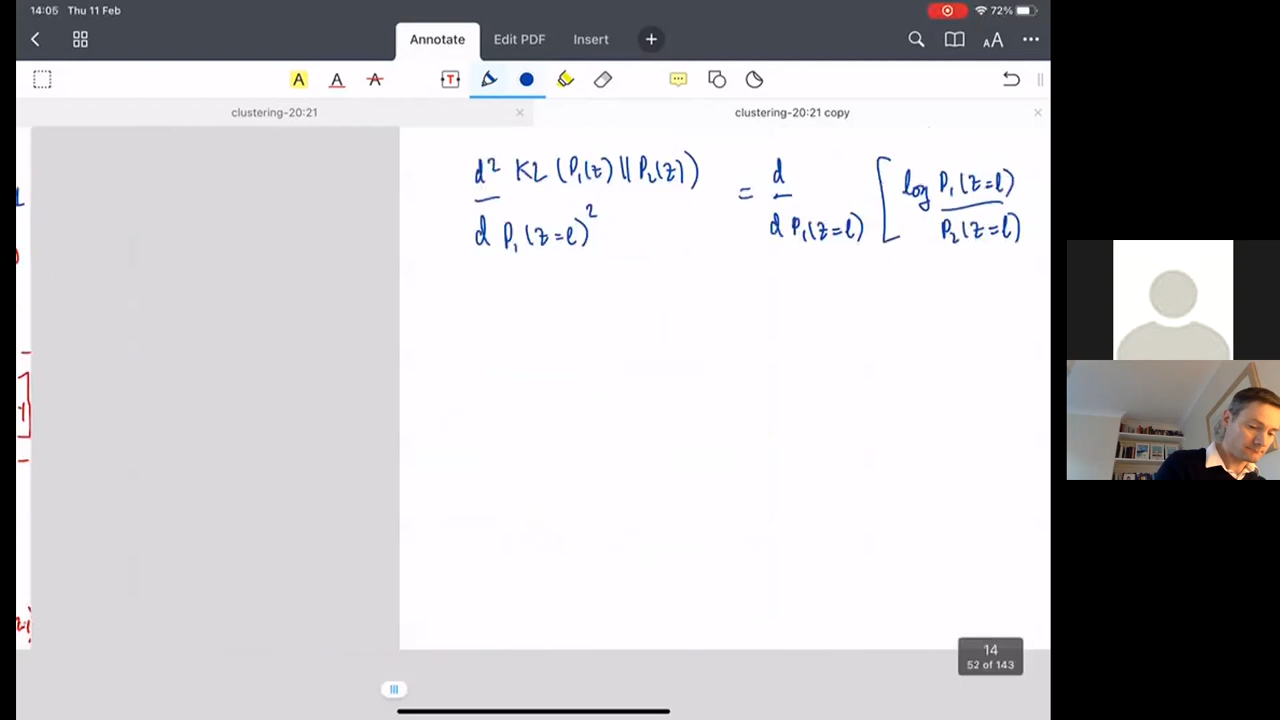 14:05 Thu 11 Feb
72%
Annotate
Edit PDF
Insert
A
A
A
T
AA
clustering-20:21
clustering-20:21 copy
d² KL (P₁(z) || P₂(z)) = d [ log P₁(z=l)
d P₁(z=l)² d P₁(z=l) P₂(z=l)
14
52 of 143